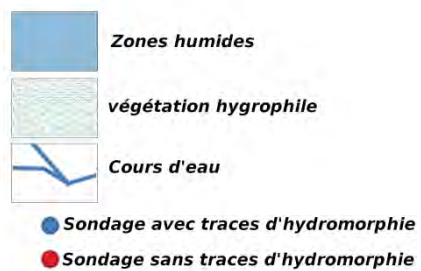 Zones humides
végétation hygrophile
Cours d'eau
Sondage avec traces d'hydromorphie
Sondage sans traces d'hydromorphie